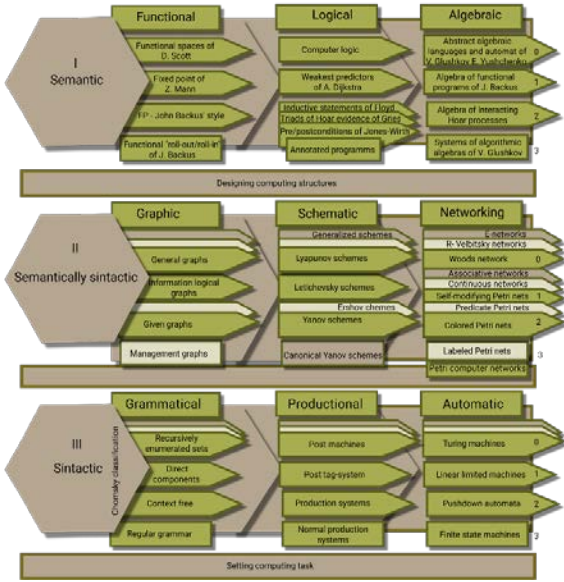 Functional
Logical
Algebraic
I
Semantic
Functional spaces of
D. Scott
Fixed point of
Z. Mann
FP - John Backus' style
Functional 'roll-out/roll-in'
of J. Backus
Computer logic
Weakest predictors
of A. Dijkstra
Inductive statements of Floyd
Triads of Hoar evidence of Gries
Pre/postconditions of Jones-Wirth
Annotated programs
Abstract algebraic
languages and automat of
V. Glushkov E. Yushchenko
0
Algebra of functional
programs of J. Backus
1
Algebra of Interacting
Hoar processes
2
Systems of algorithmic
algebras of V. Glushkov
3
Designing computing structures
Graphic
Schematic
Networking
II
Semantically sintactic
General graphs
Information logical
graphs
Given graphs
Management graphs
Generalized schemes
Lyapunov schemes
Letichevsky schemes
Ershov chemes
Yanov schemes
Canonical Yanov schemes
E-networks
R- Velbitsky networks
Woods network
0
Associative networks
Continuous networks
Self-modifying Petri nets
1
Predicate Petri nets
Colored Petri nets
2
Labeled Petri nets
3
Petri computer networks
Grammatical
Productional
Automatic
III
Sintactic
Chomsky classification
Recursively
enumerated sets
Direct
components
Context free
Regular grammar
Post machines
Post tag-system
Production systems
Normal production
systems
Turing machines
0
Linear limited machines
1
Pushdown automata
2
Finite state machines
3
Setting computing task